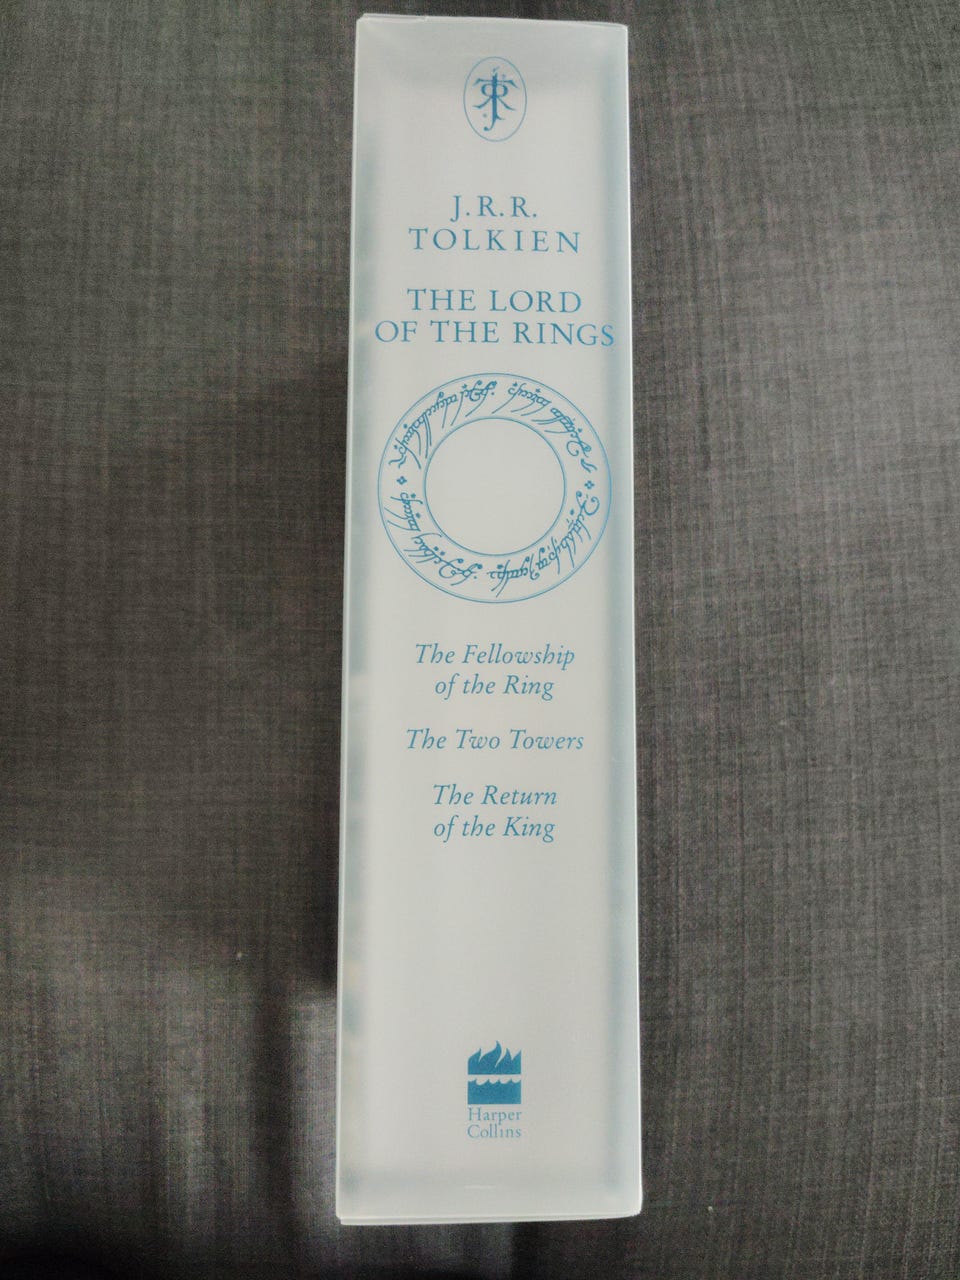 J.R.R.
TOLKIEN
THE LORD
OF THE RINGS
The Fellowship
of the Ring
The Two Towers
The Return
of the King
Harper
Collins